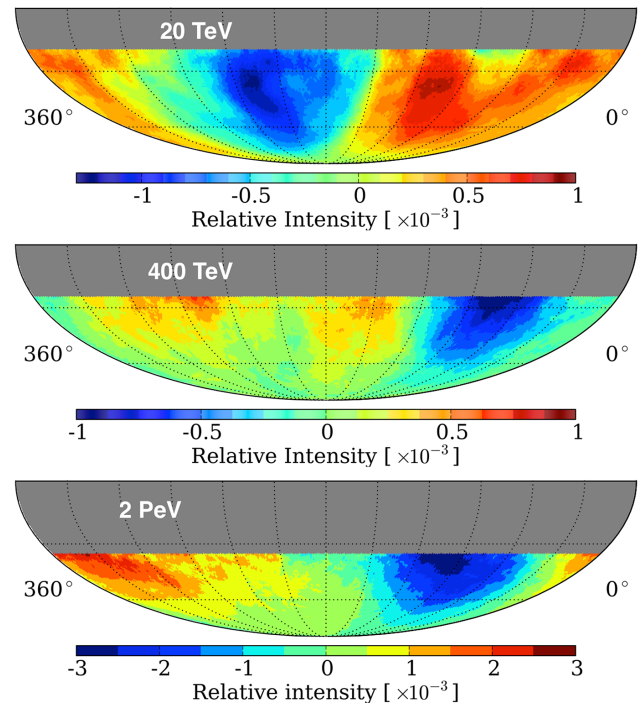 20 TeV
360° 0°
-1 -0.5 0 0.5 1
Relative Intensity [ ×10⁻³ ]
400 TeV
360° 0°
-1 -0.5 0 0.5 1
Relative Intensity [ ×10⁻³ ]
2 PeV
360° 0°
-3 -2 -1 0 1 2 3
Relative intensity [ ×10⁻³ ]